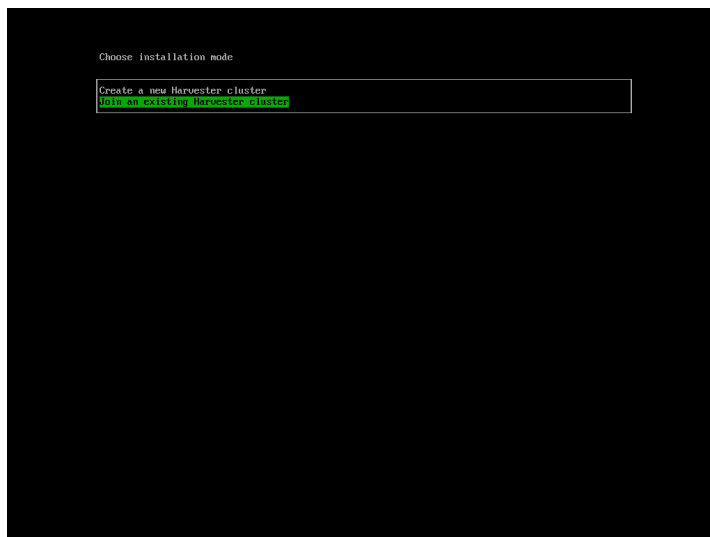 Choose installation mode
Create a new Harvester cluster
Join an existing Harvester cluster